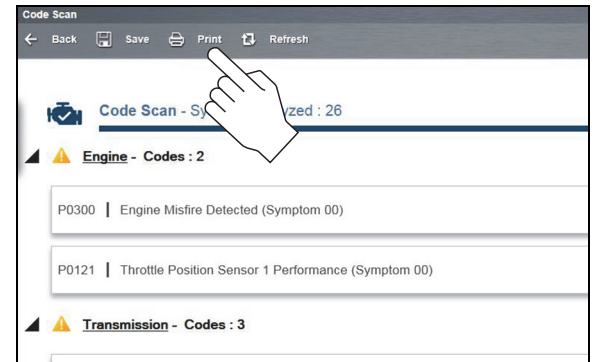 Code Scan
Back Save Print Refresh
Code Scan - Sy yzed : 26
Engine - Codes : 2
P0300 | Engine Misfire Detected (Symptom 00)
P0121 | Throttle Position Sensor 1 Performance (Symptom 00)
Transmission - Codes : 3